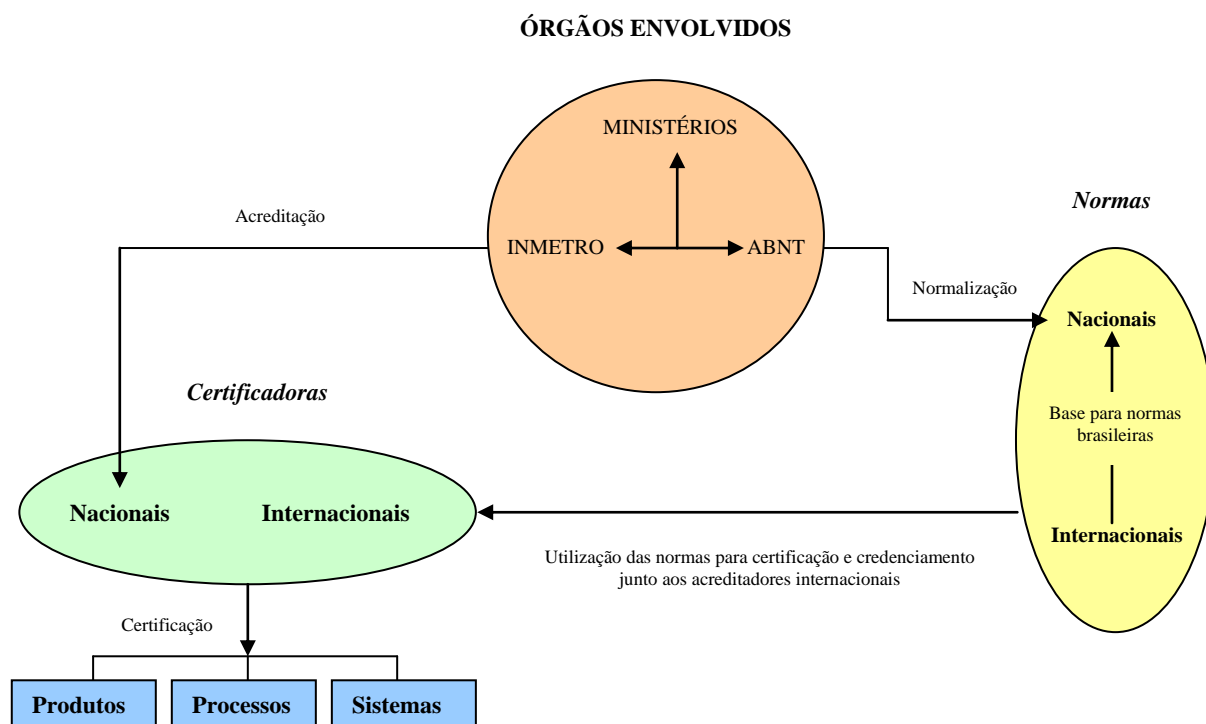 ÓRGÃOS ENVOLVIDOS
MINISTÉRIOS
Normas
Acreditação
INMETRO
ABNT
Normalização
Nacionais
Certificadoras
Base para normas
brasileiras
Nacionais
Internacionais
Internacionais
Utilização das normas para certificação e credenciamento
junto aos acreditadores internacionais
Certificação
Produtos
Processos
Sistemas